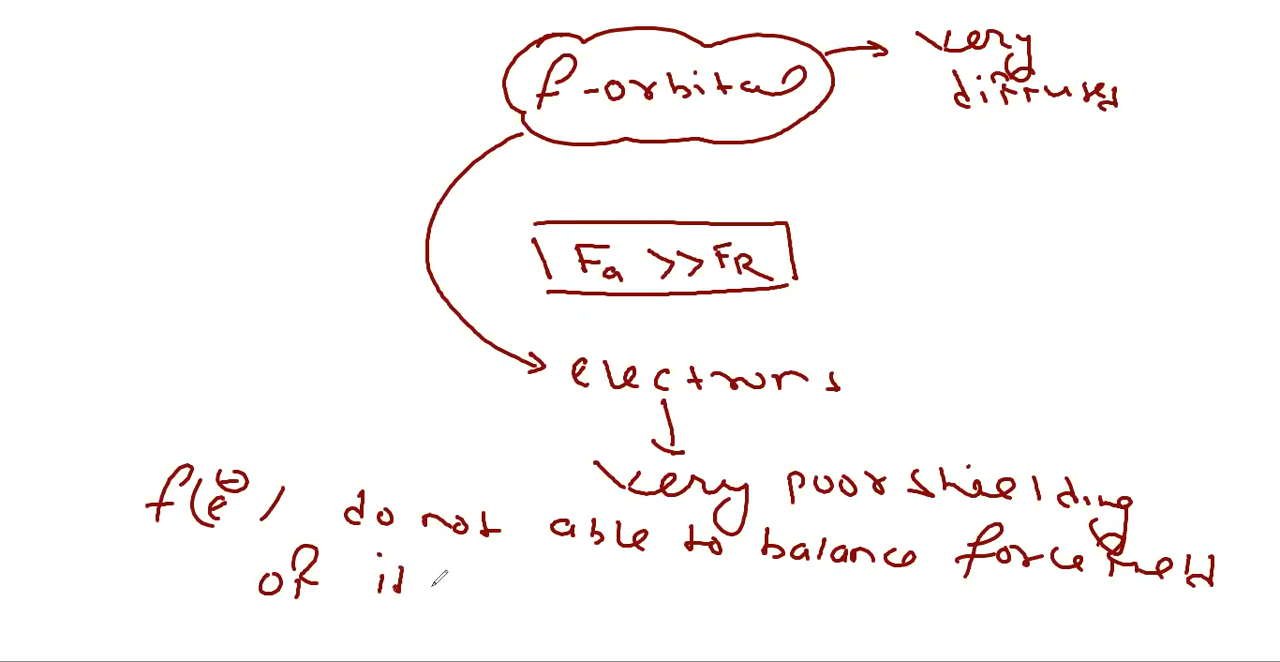 f-orbital
very
diffused
Fa >> FR
electrons
very poor shielding
f(e⊖) do not able to balance force field
of it